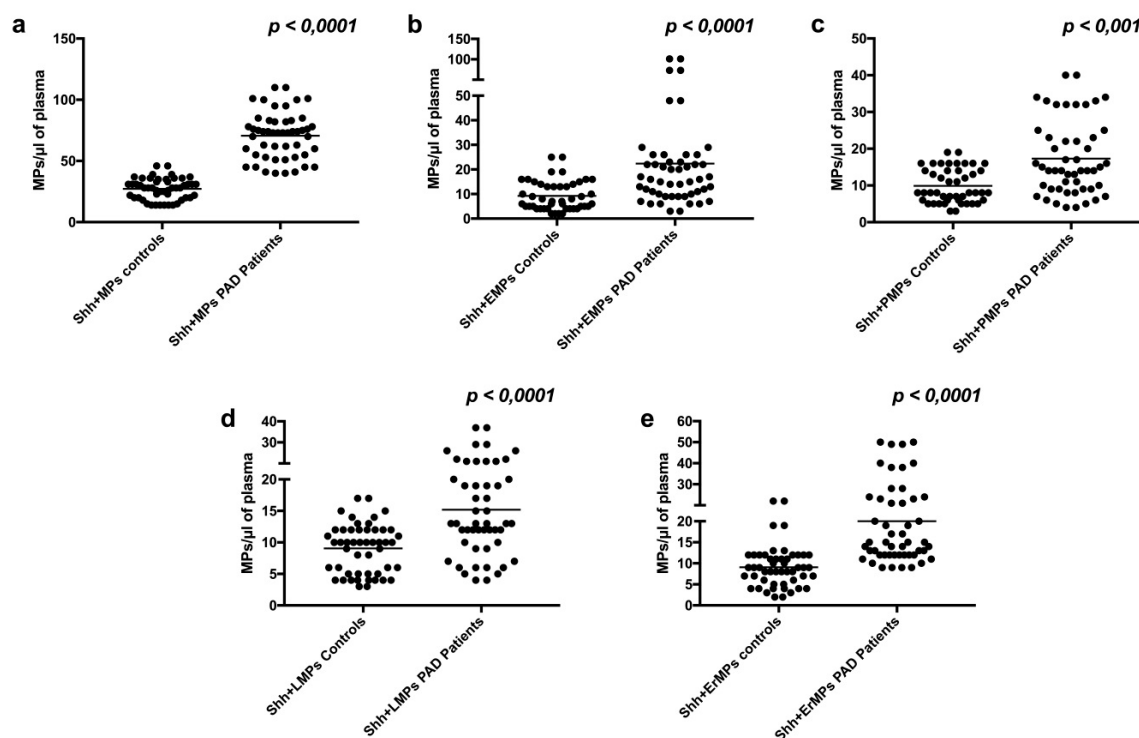 a
p < 0,0001
150
100
50
0
MPs/µl of plasma
Shh+MPs controls
Shh+MPs PAD Patients
b
p < 0,0001
150
100
50
50
40
30
20
10
0
MPs/µl of plasma
Shh+EMPs Controls
Shh+EMPs PAD Patients
c
p < 0,001
50
40
30
20
10
0
MPs/µl of plasma
Shh+PMPs Controls
Shh+PMPs PAD Patients
d
p < 0,0001
40
30
20
15
10
5
0
MPs/µl of plasma
Shh+LMPs Controls
Shh+LMPs PAD Patients
e
p < 0,0001
60
50
40
30
20
15
10
5
0
MPs/µl of plasma
Shh+ErMPs controls
Shh+ErMPs PAD Patients